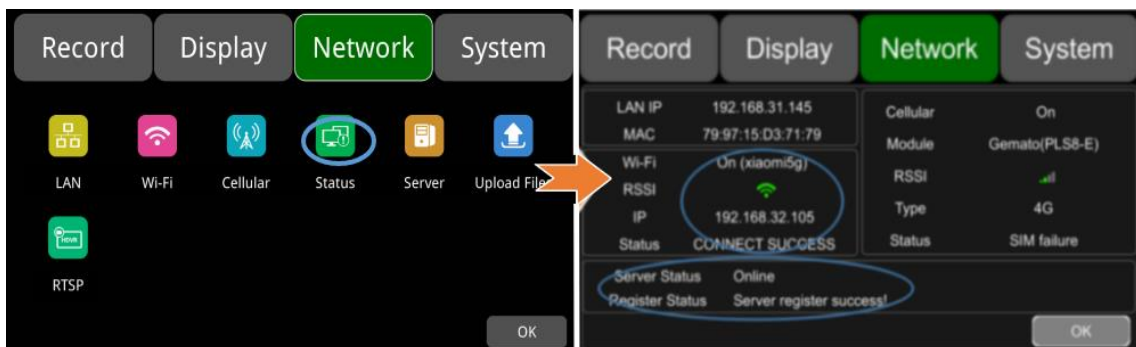 Record Display Network System
LAN Wi-Fi Cellular Status Server Upload File
HDVR
RTSP
OK
Record Display Network System
LAN IP 192.168.31.145
MAC 79:97:15:D3:71:79
Wi-Fi On (xiaomi5g)
RSSI
IP 192.168.32.105
Status CONNECT SUCCESS
Cellular On
Module Gemato(PLS8-E)
RSSI
Type 4G
Status SIM failure
Server Status Online
Register Status Server register success!
OK